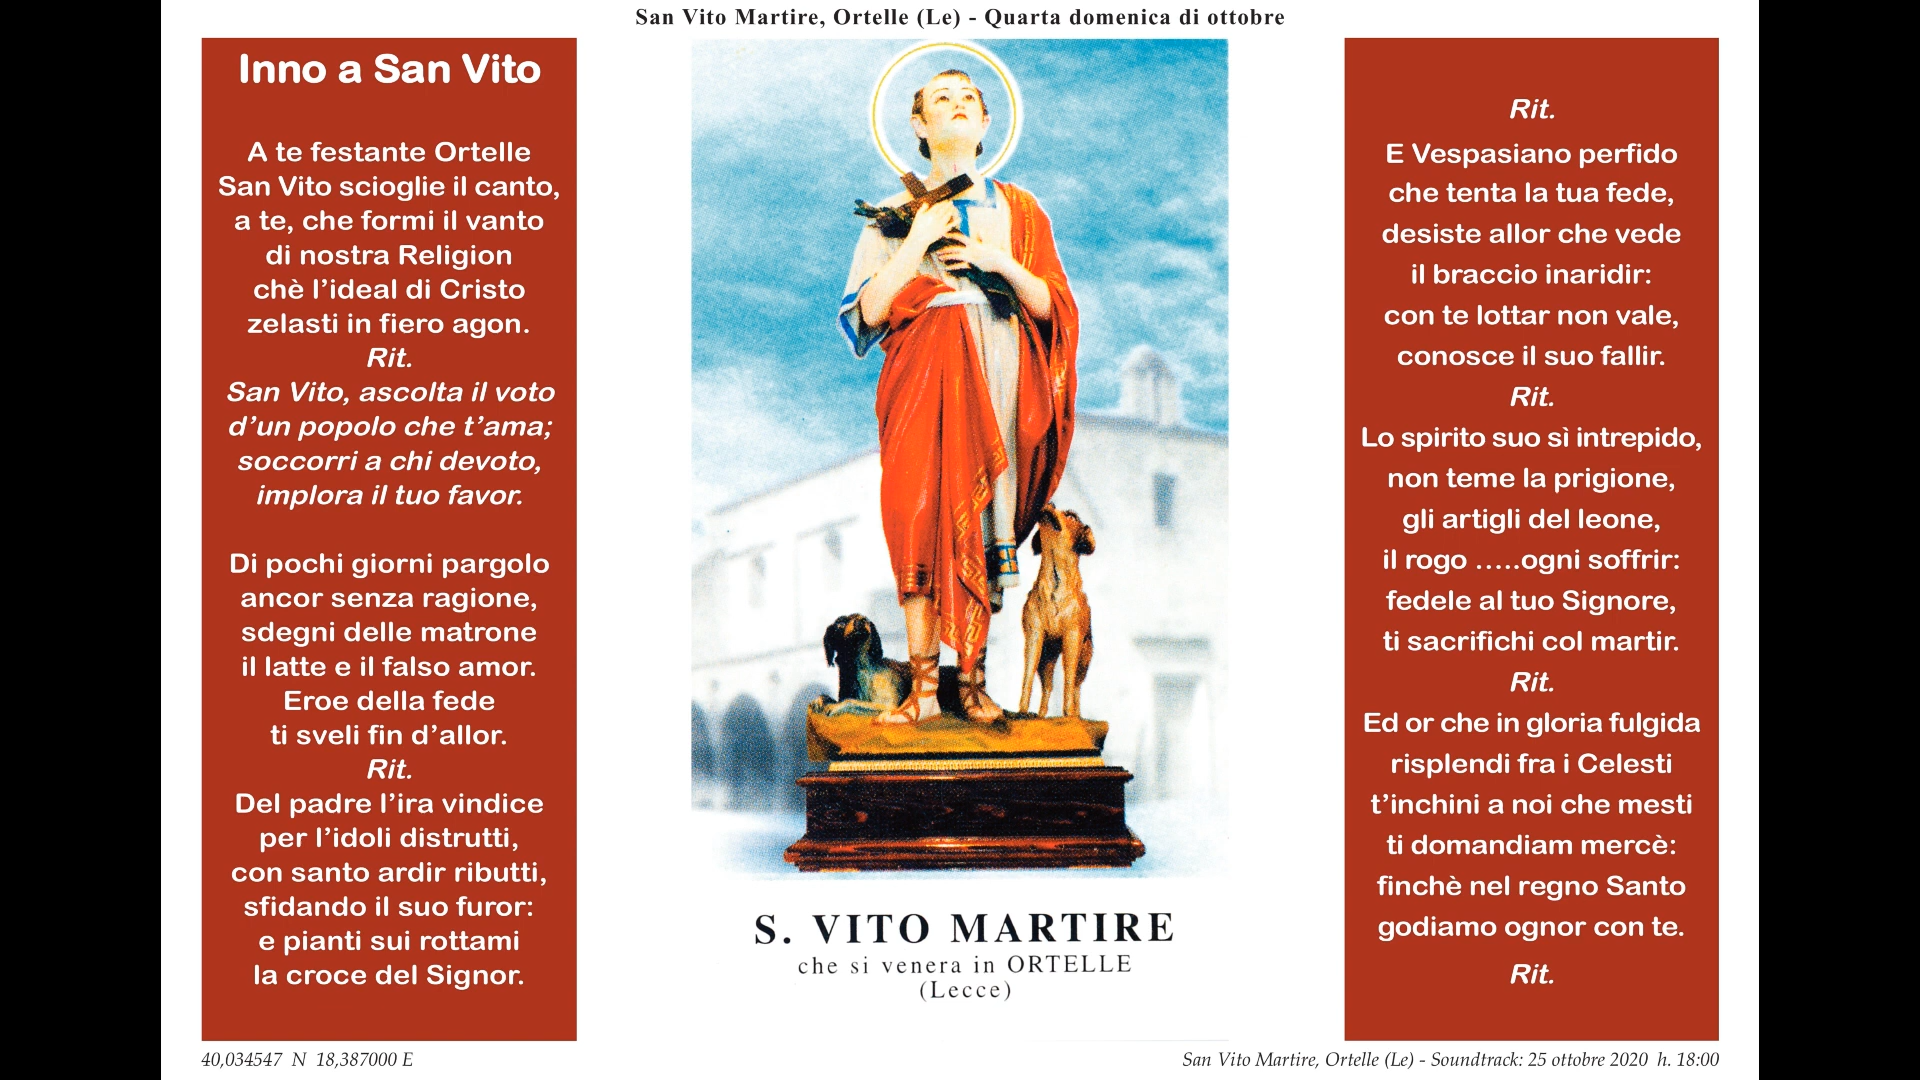 San Vito Martire, Ortelle (Le) - Quarta domenica di ottobre
Inno a San Vito
A te festante Ortelle
San Vito scioglie il canto,
a te, che formi il vanto
di nostra Religion
chè l’ideal di Cristo
zelasti in fiero agon.
Rit.
San Vito, ascolta il voto
d’un popolo che t’ama;
soccorri a chi devoto,
implora il tuo favor.
Di pochi giorni pargolo
ancor senza ragione,
sdegni delle matrone
il latte e il falso amor.
Eroe della fede
ti sveli fin d’allor.
Rit.
Del padre l’ira vindice
per l’idoli distrutti,
con santo ardir ributti,
sfidando il suo furor:
e pianti sui rottami
la croce del Signor.
S. VITO MARTIRE
che si venera in ORTELLE
(Lecce)
Rit.
E Vespasiano perfido
che tenta la tua fede,
desiste allor che vede
il braccio inaridir:
con te lottar non vale,
conosce il suo fallir.
Rit.
Lo spirito suo sì intrepido,
non teme la prigione,
gli artigli del leone,
il rogo .....ogni soffrir:
fedele al tuo Signore,
ti sacrifichi col martir.
Rit.
Ed or che in gloria fulgida
risplendi fra i Celesti
t’inchini a noi che mesti
ti domandiam mercè:
finchè nel regno Santo
godiamo ognor con te.
Rit.
40,034547 N 18,387000 E
San Vito Martire, Ortelle (Le) - Soundtrack: 25 ottobre 2020 h. 18:00